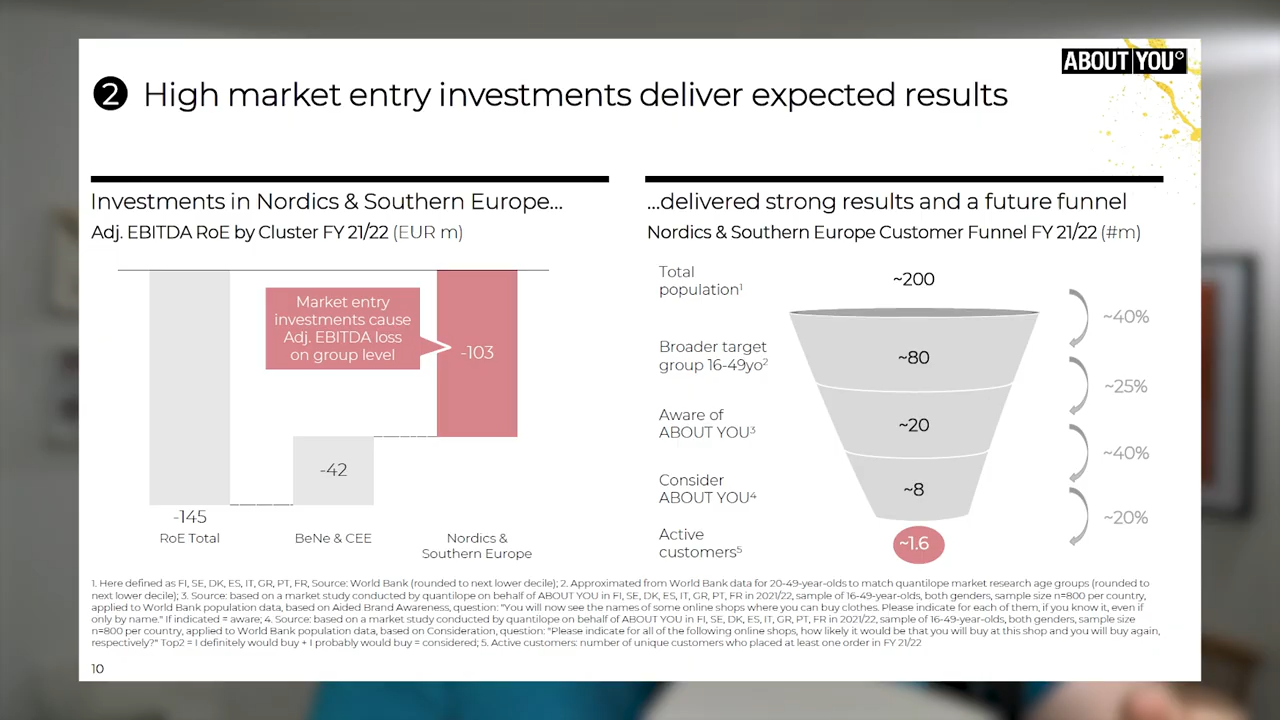 ABOUT YOU°
2 High market entry investments deliver expected results
Investments in Nordics & Southern Europe...
Adj. EBITDA RoE by Cluster FY 21/22 (EUR m)
Market entry
investments cause
Adj. EBITDA loss
on group level
-103
-42
-145
RoE Total
BeNe & CEE
Nordics &
Southern Europe
...delivered strong results and a future funnel
Nordics & Southern Europe Customer Funnel FY 21/22 (#m)
Total
population¹
~200
~40%
Broader target
group 16-49yo²
~80
~25%
Aware of
ABOUT YOU³
~20
~40%
Consider
ABOUT YOU⁴
~8
~20%
Active
customers⁵
~1.6
1. Here defined as FI, SE, DK, ES, IT, GR, PT, FR, Source: World Bank (rounded to next lower decile); 2. Approximated from World Bank data for 20-49-year-olds to match quantilope market research age groups (rounded
to next lower decile); 3. Source: based on a market study conducted by quantilope on behalf of ABOUT YOU in FI, SE, DK, ES, IT, GR, PT, FR in 2021/22, sample of 16-49-year-olds, both genders, sample size n=800 per country,
applied to World Bank population data, based on Aided Brand Awareness, question: "You will now see the names of some online shops where you can buy clothes. Please indicate for each of them, if you know it, even if
only by name." If indicated = aware; 4. Source: based on a market study conducted by quantilope on behalf of ABOUT YOU in FI, SE, DK, ES, IT, GR, PT, FR in 2021/22, sample of 16-49-year-olds, both genders, sample size
n=800 per country, applied to World Bank population data, based on Consideration, question: "Please indicate for all of the following online shops, how likely it would be that you will buy at this shop and you will buy again,
respectively?" Top2 = I definitely would buy + I probably would buy = considered; 5. Active customers: number of unique customers who placed at least one order in FY 21/22
10